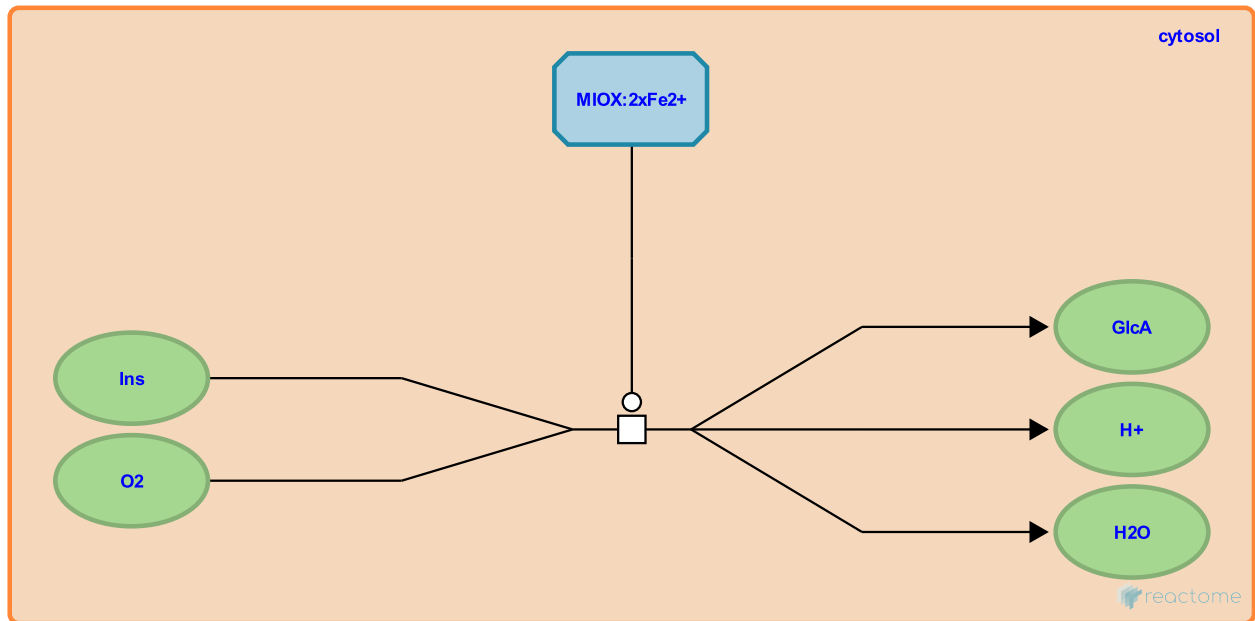 cytosol
MIOX:2xFe2+
GlcA
Ins
H+
O2
H2O
reactome